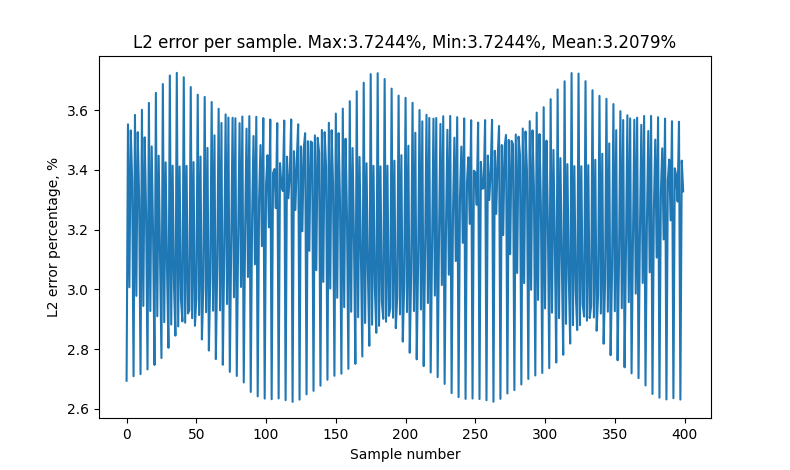 L2 error per sample. Max:3.7244%, Min:3.7244%, Mean:3.2079%
L2 error percentage, %
3.6
3.4
3.2
3.0
2.8
2.6
0 50 100 150 200 250 300 350 400
Sample number